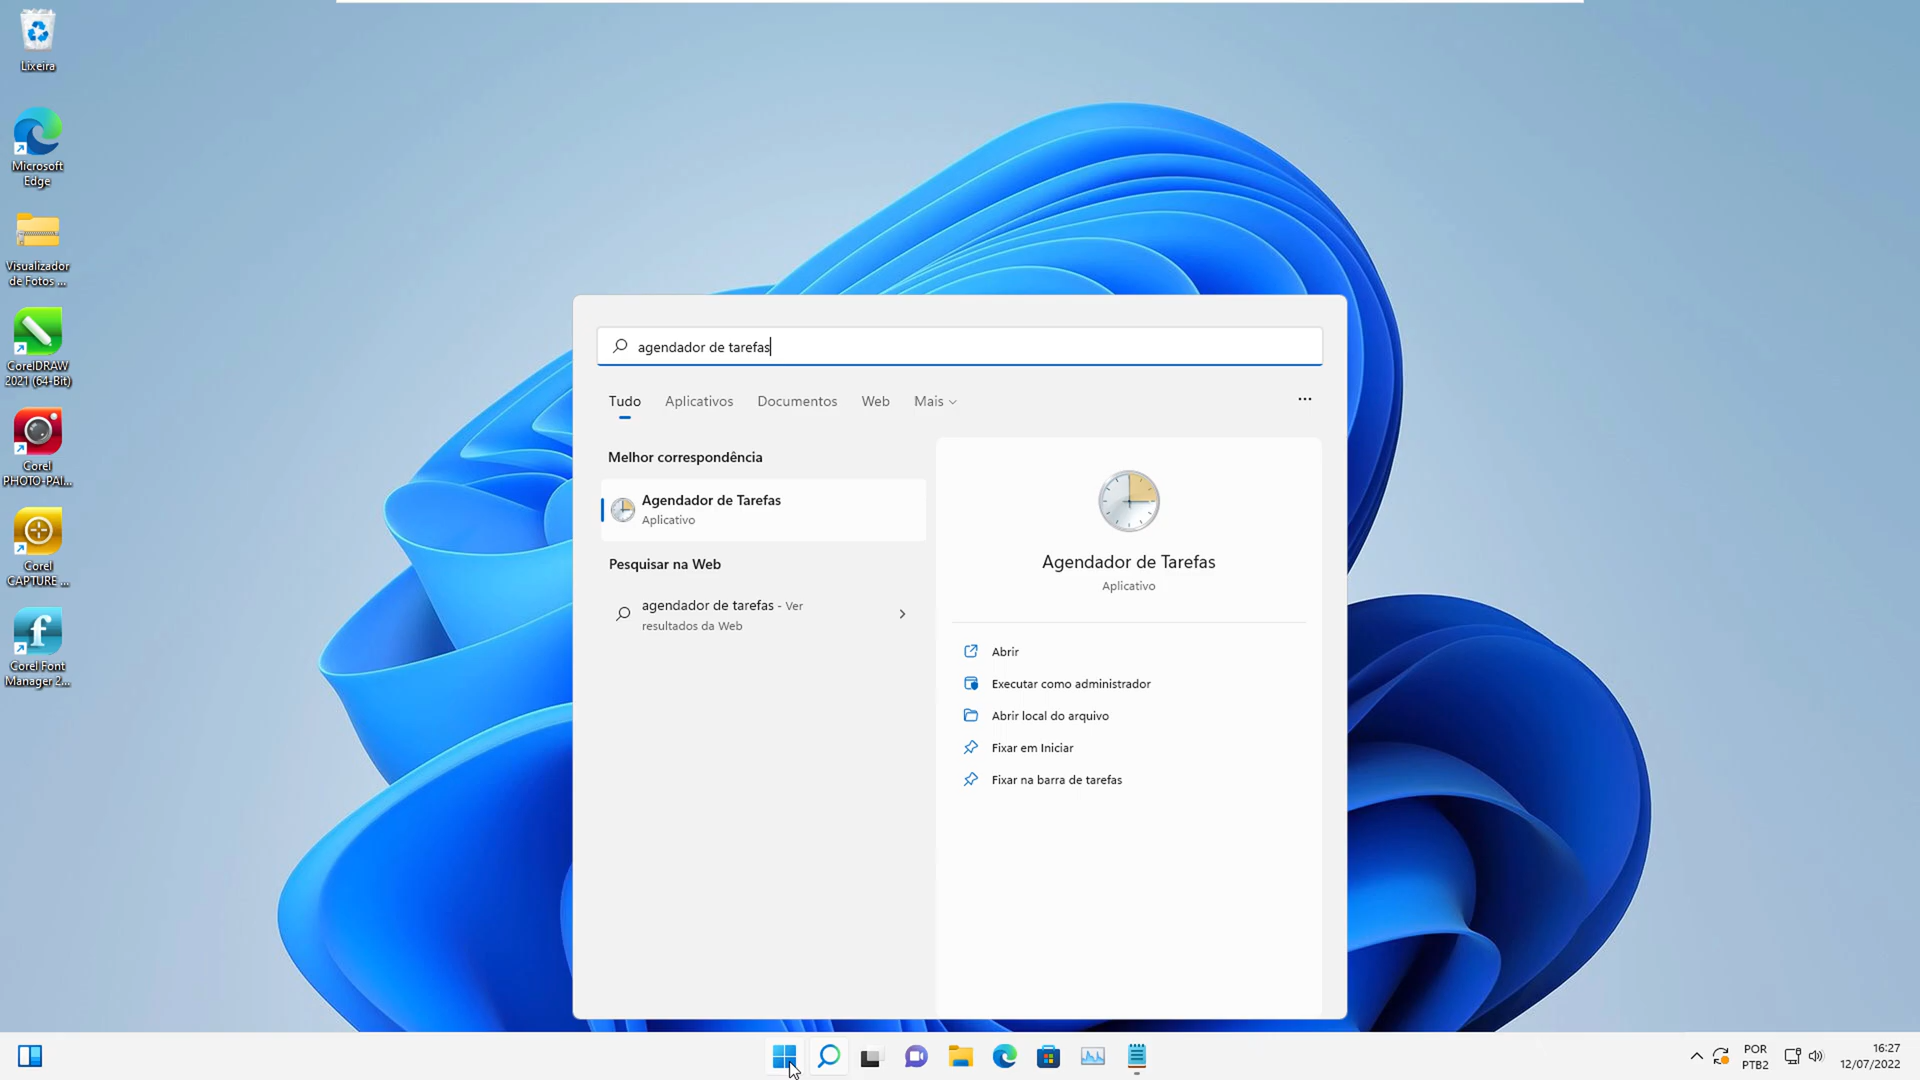 Lixeira
Microsoft
Edge
Visualizador
de Fotos ...
CorelDRAW
2021 (64-Bit)
Corel
PHOTO-PAI...
Corel
CAPTURE ...
Corel Font
Manager 2...
agendador de tarefas
Tudo
Aplicativos
Documentos
Web
Mais
Melhor correspondência
Agendador de Tarefas
Aplicativo
Pesquisar na Web
agendador de tarefas - Ver
resultados da Web
Agendador de Tarefas
Aplicativo
Abrir
Executar como administrador
Abrir local do arquivo
Fixar em Iniciar
Fixar na barra de tarefas
POR
PTB2
16:27
12/07/2022